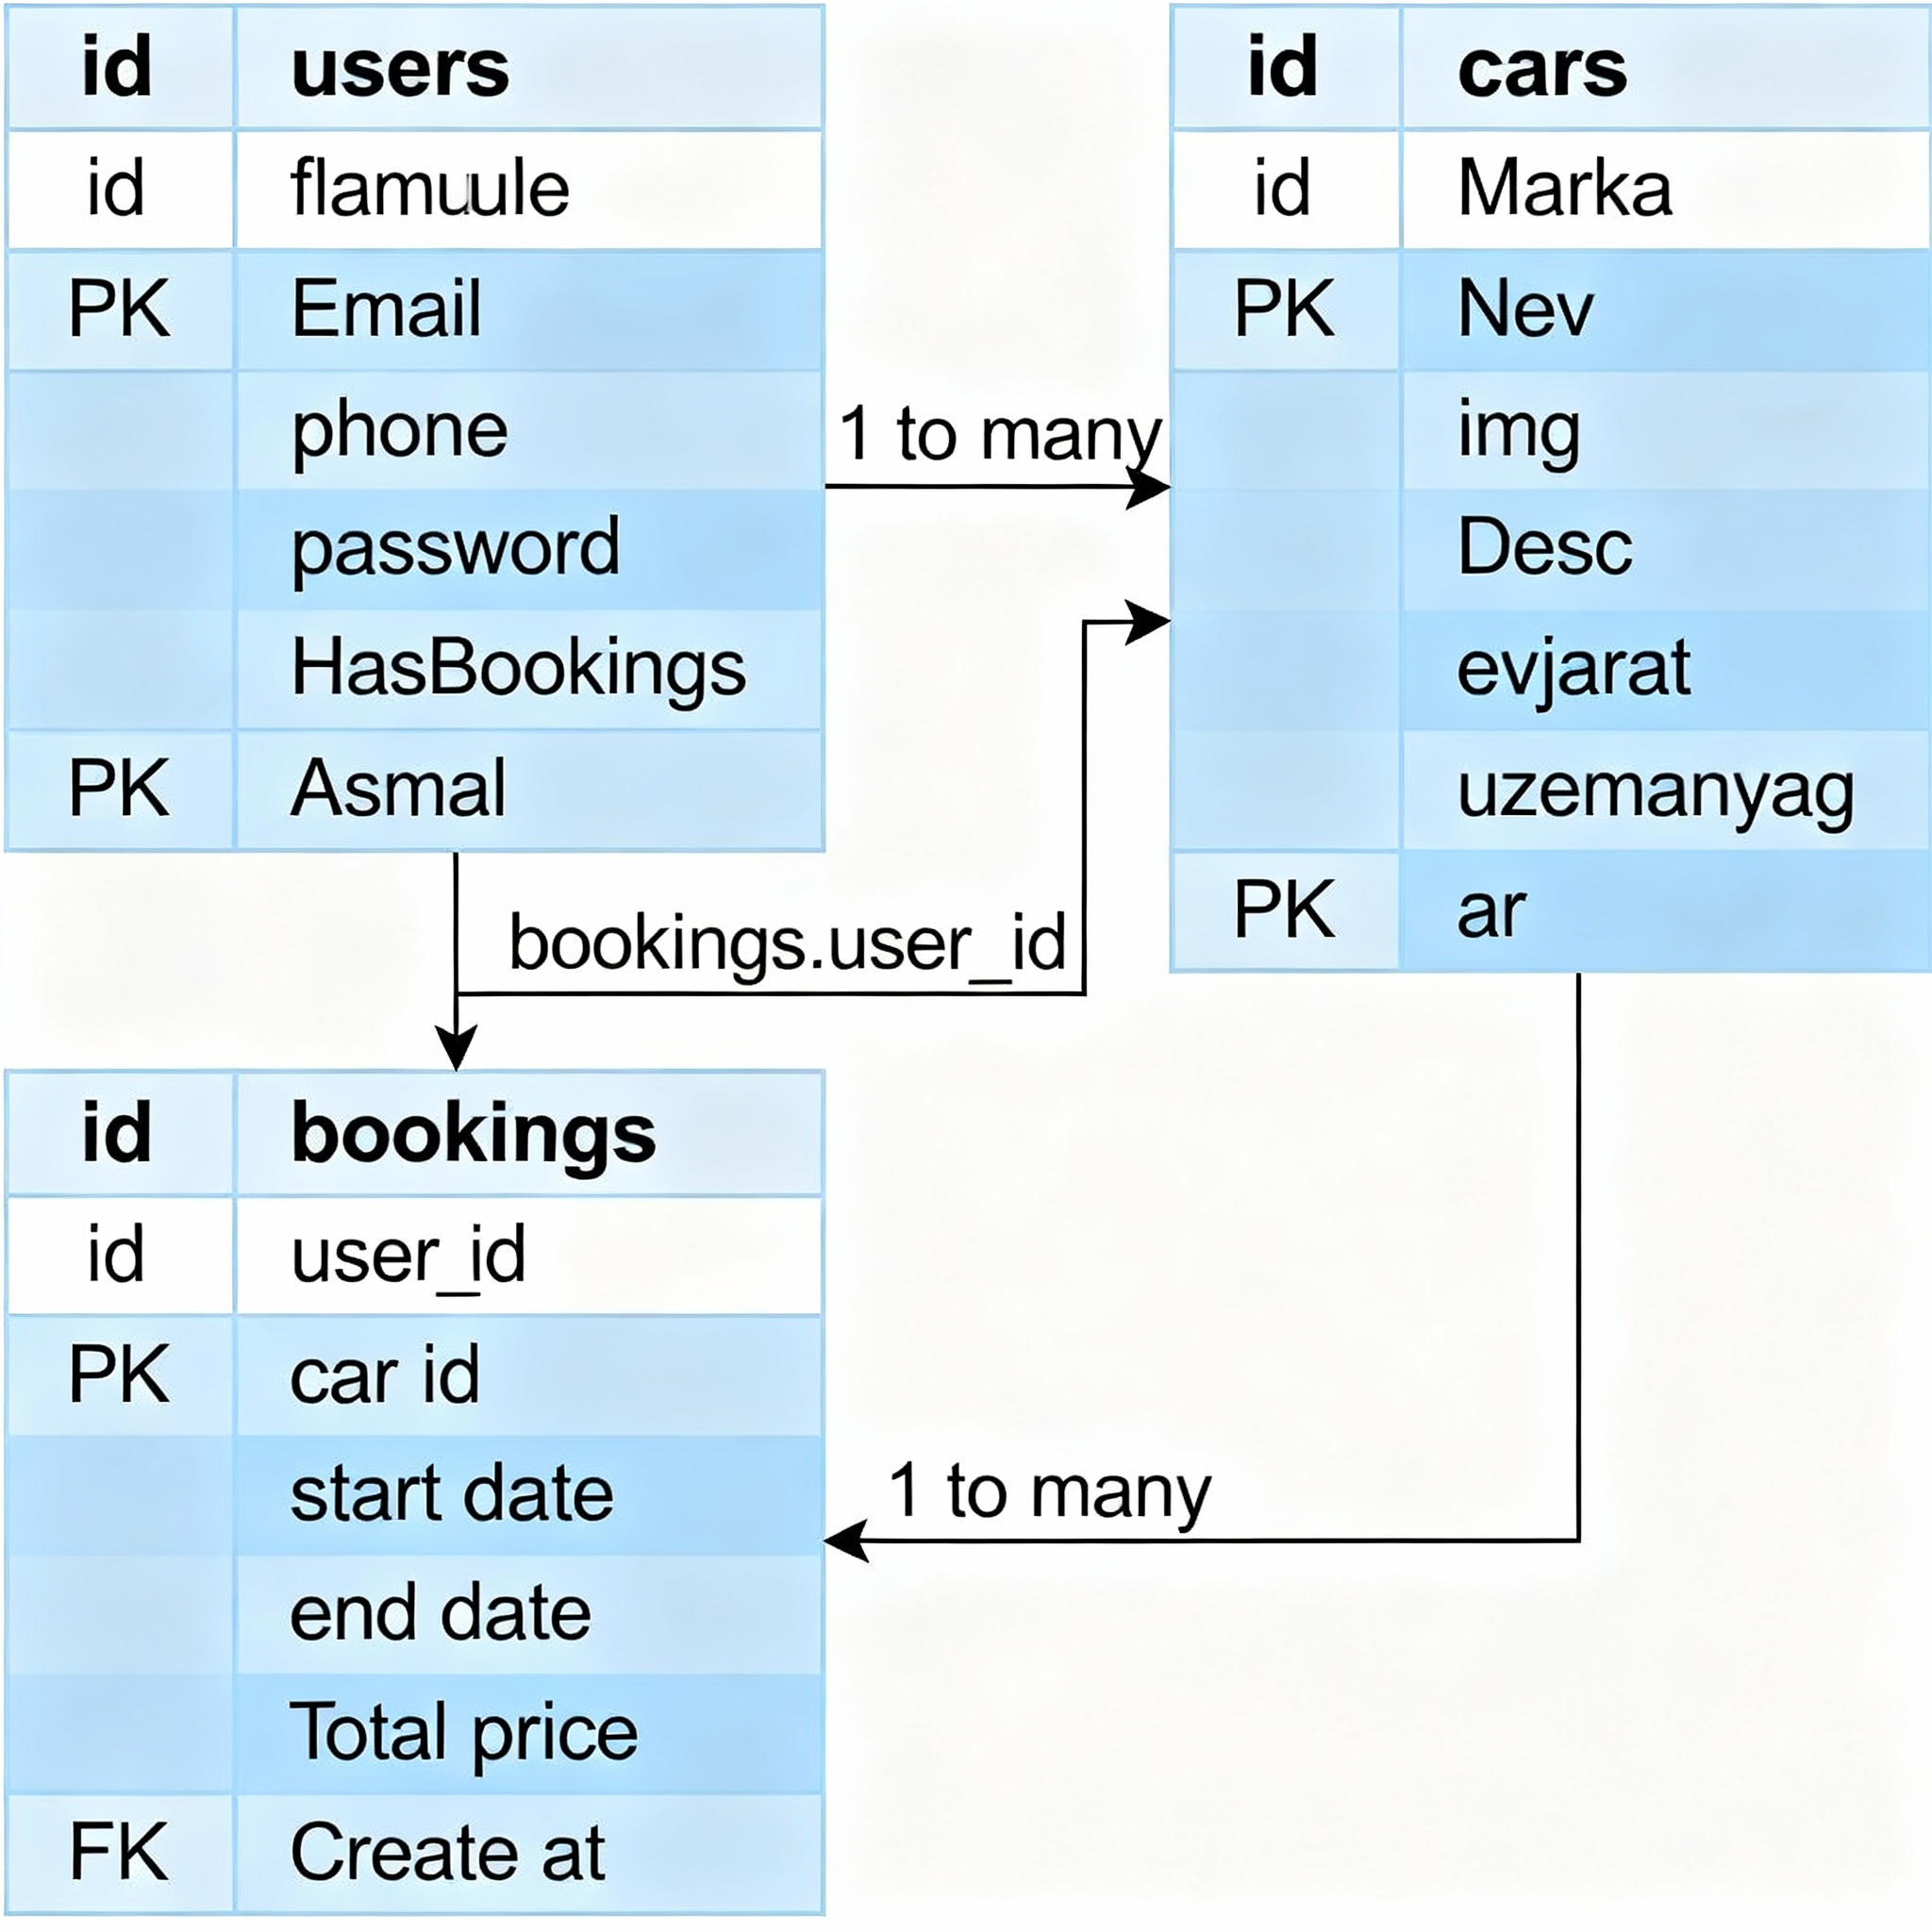 id users
id flamuule
PK Email
phone
password
HasBookings
PK Asmal
1 to many
id cars
id Marka
PK Nev
img
Desc
evjarat
uzemanyag
PK ar
bookings.user_id
id bookings
id user_id
PK car id
start date
end date
Total price
FK Create at
1 to many